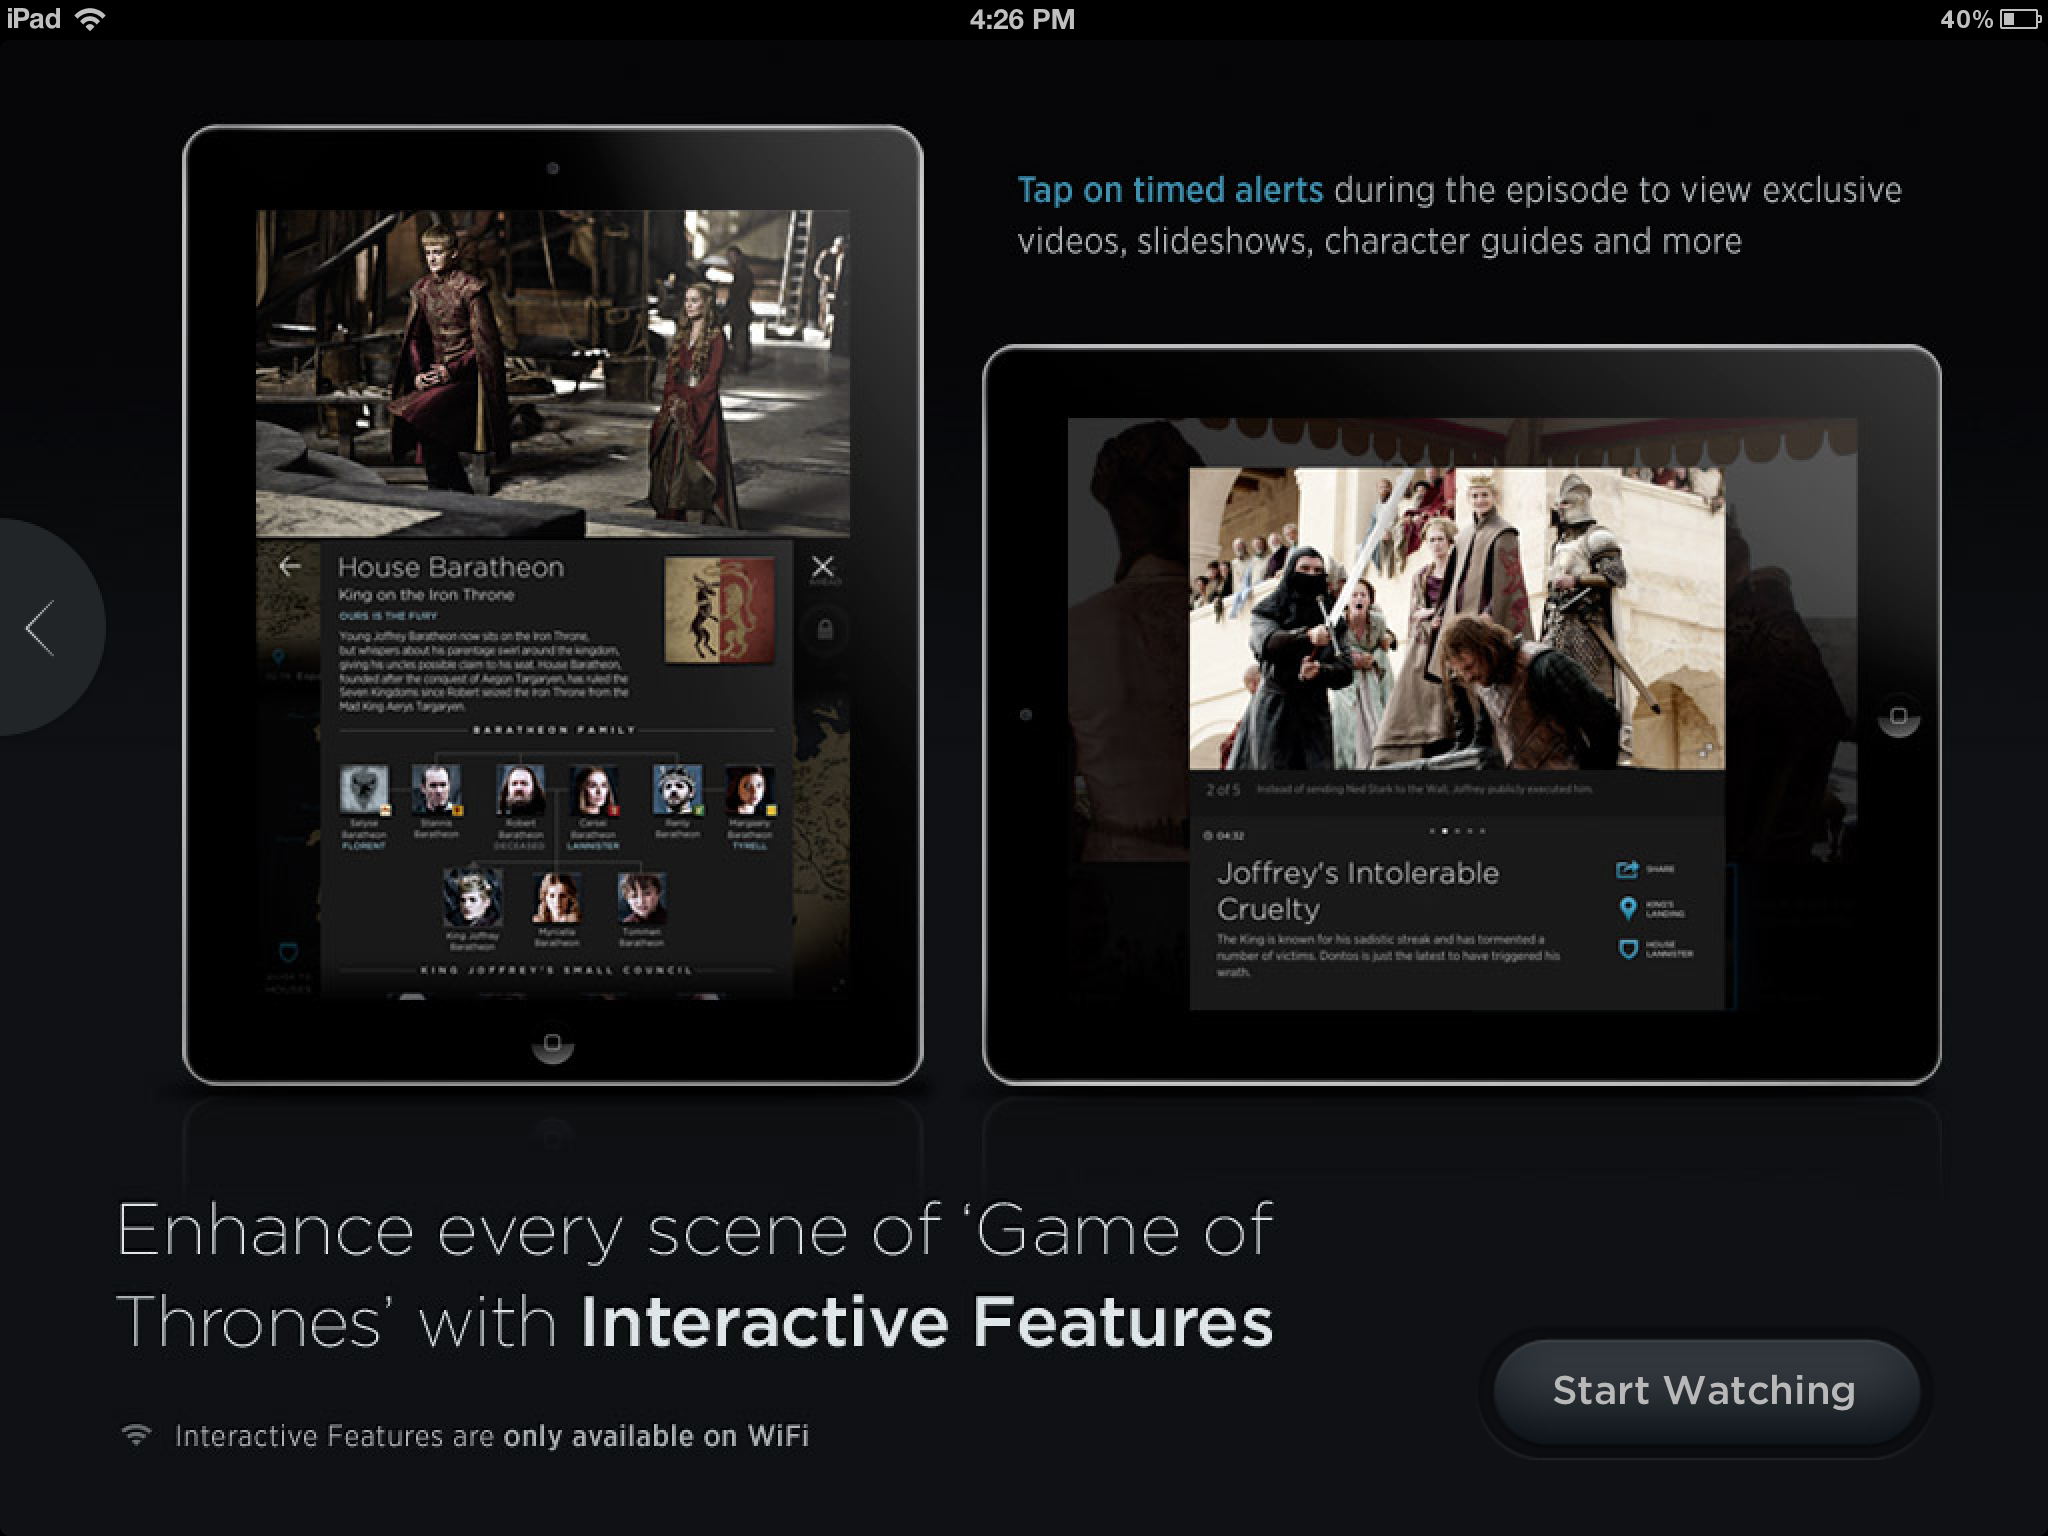 iPad
4:26 PM
40%
Tap on timed alerts during the episode to view exclusive
videos, slideshows, character guides and more
House Baratheon
King on the Iron Throne
OURS IS THE FURY
Young Joffrey Baratheon now sits on the Iron Throne,
but whispers about his parentage swirl around the kingdom,
giving his uncles possible claim to his seat. House Baratheon,
founded after the conquest of Aegon Targaryen, has ruled the
Seven Kingdoms since Robert seized the Iron Throne from the
Mad King Aerys Targaryen.
BARATHEON FAMILY
Selyse
Baratheon
FLORENT
Stannis
Baratheon
Robert
Baratheon
DECEASED
Cersei
Baratheon
LANNISTER
Renly
Baratheon
Margaery
Baratheon
TYRELL
King Joffrey
Baratheon
Myrcella
Baratheon
Tommen
Baratheon
KING JOFFREY'S SMALL COUNCIL
2 of 5 Instead of sending Ned Stark to the Wall, Joffrey publicly executed him.
04:32
Joffrey's Intolerable
Cruelty
The King is known for his sadistic streak and has tormented a
number of victims. Dontos is just the latest to have triggered his
wrath.
SHARE
KING'S
LANDING
HOUSE
LANNISTER
Enhance every scene of ‘Game of
Thrones’ with Interactive Features
Interactive Features are only available on WiFi
Start Watching